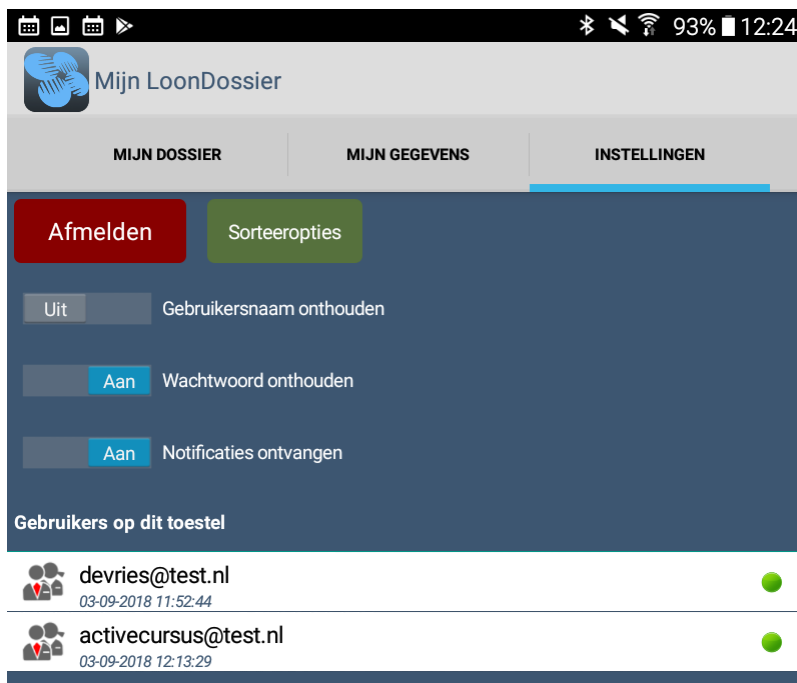 93% 12:24
Mijn LoonDossier
MIJN DOSSIER MIJN GEGEVENS INSTELLINGEN
Afmelden Sorteeropties
Uit Gebruikersnaam onthouden
Aan Wachtwoord onthouden
Aan Notificaties ontvangen
Gebruikers op dit toestel
devries@test.nl
03-09-2018 11:52:44
activecursus@test.nl
03-09-2018 12:13:29